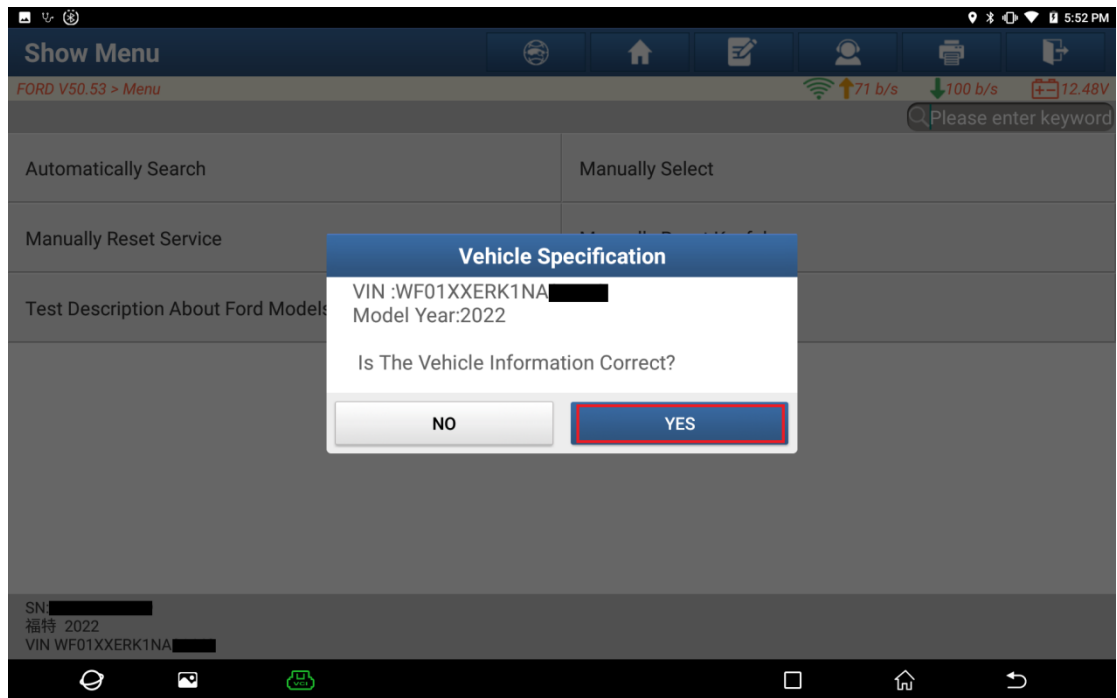 5:52 PM
Show Menu
FORD V50.53 > Menu
71 b/s
100 b/s
12.48V
Please enter keyword
Automatically Search
Manually Select
Manually Reset Service
Test Description About Ford Models
Vehicle Specification
VIN :WF01XXERK1NA
Model Year:2022
Is The Vehicle Information Correct?
NO
YES
SN:
福特 2022
VIN WF01XXERK1NA
VCI